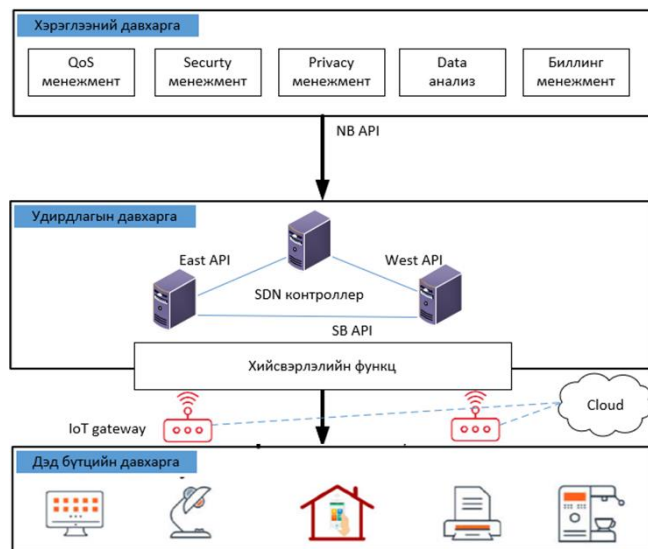 Хэрэглээний давхарга
QoS
менежмент
Securty
менежмент
Privacy
менежмент
Data
анализ
Биллинг
менежмент
NB API
Удирдлагын давхарга
East API
West API
SDN контроллер
SB API
Хийсвэрлэлийн функц
IoT gateway
Cloud
Дэд бүтцийн давхарга